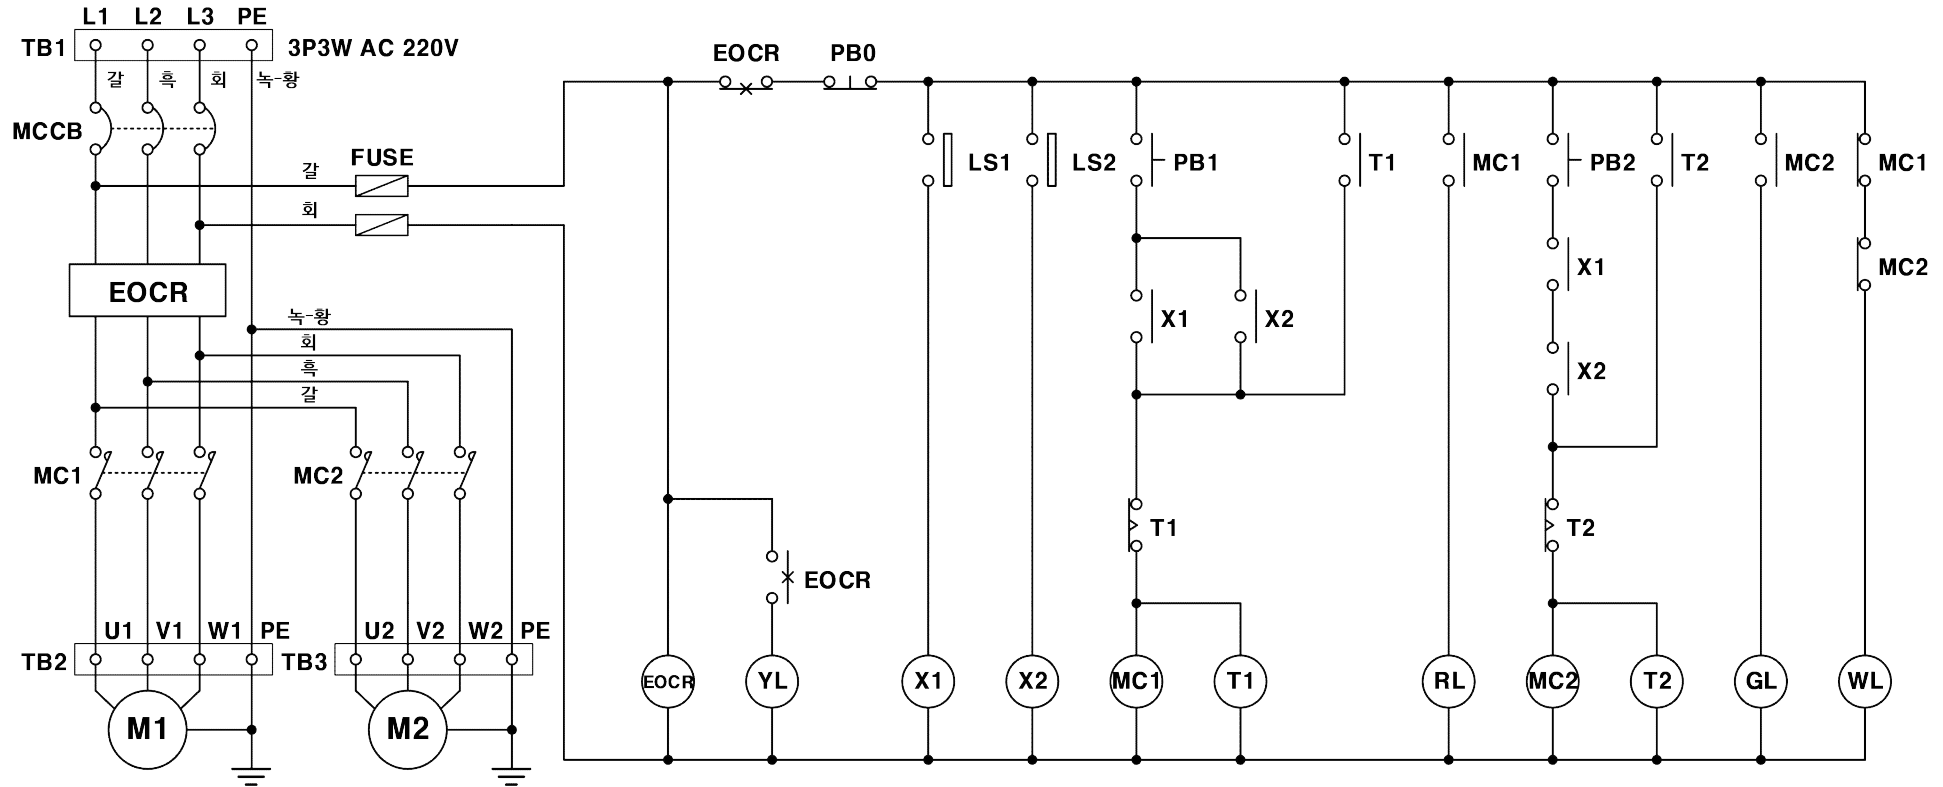 L1 L2 L3 PE
TB1 3P3W AC 220V
갈 흑 회 녹-황
MCCB
갈 FUSE
회
EOCR
녹-황
회
흑
갈
MC1 MC2
U1 V1 W1 PE U2 V2 W2 PE
TB2 TB3
M1 M2
EOCR PB0
LS1 LS2 PB1 T1 MC1 PB2 T2 MC2 MC1
X1 MC2
X1 X2 X2
T1 T2
EOCR
EOCR YL X1 X2 MC1 T1 RL MC2 T2 GL WL